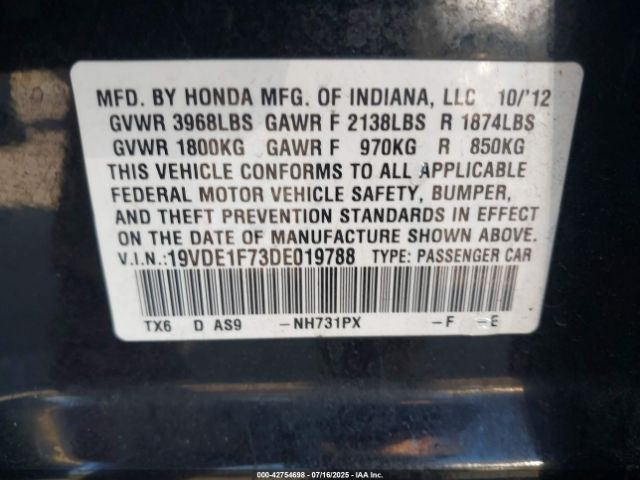 MFD. BY HONDA MFG. OF INDIANA, LLC 10/'12
GVWR 3968LBS GAWR F 2138LBS R 1874LBS
GVWR 1800KG GAWR F 970KG R 850KG
THIS VEHICLE CONFORMS TO ALL APPLICABLE
FEDERAL MOTOR VEHICLE SAFETY, BUMPER,
AND THEFT PREVENTION STANDARDS IN EFFECT
ON THE DATE OF MANUFACTURE SHOWN ABOVE.
V.I.N.:19VDE1F73DE019788 TYPE: PASSENGER CAR
TX6 D AS9 -NH731PX -F -E
000-42754698 - 07/16/2025 - IAA Inc.